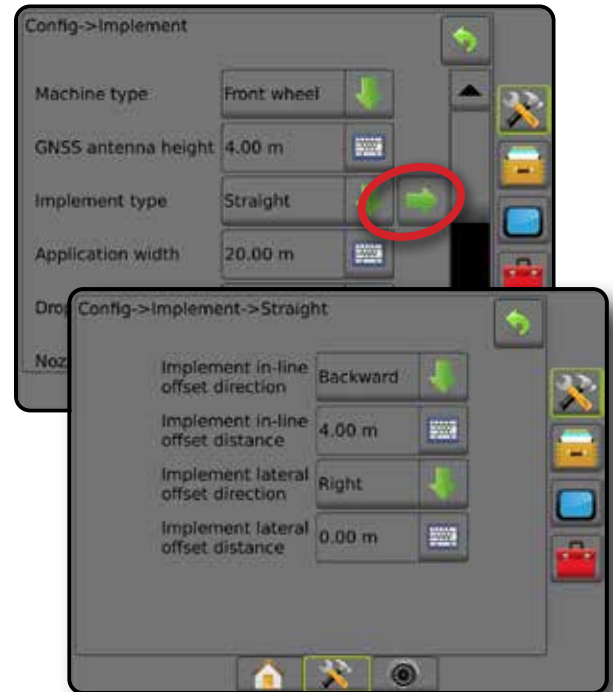 Config->Implement
Machine type Front wheel
GNSS antenna height 4.00 m
Implement type Straight
Application width 20.00 m
Config->Implement->Straight
Implement in-line
offset direction Backward
Implement in-line
offset distance 4.00 m
Implement lateral
offset direction Right
Implement lateral
offset distance 0.00 m